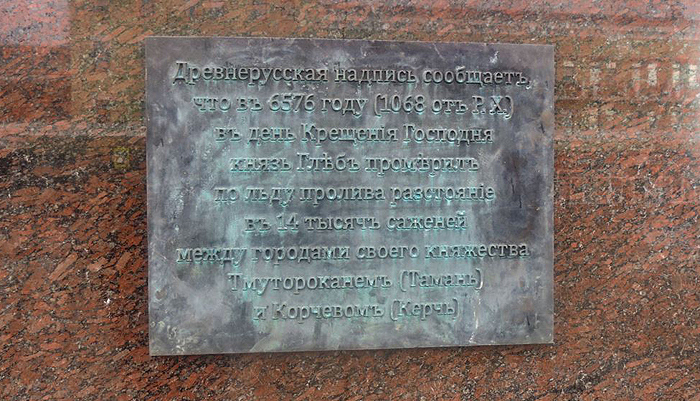 Древнерусская надпись сообщаетъ,
что въ 6576 году (1068 отъ Р.Х)
въ день Крещенія Господня
князь Глѣбъ промѣрилъ
по льду пролива разстояніе
въ 14 тысячъ саженей
между городами своего княжества
Тмутороканемъ (Тамань)
и Корчевомъ (Керчь)